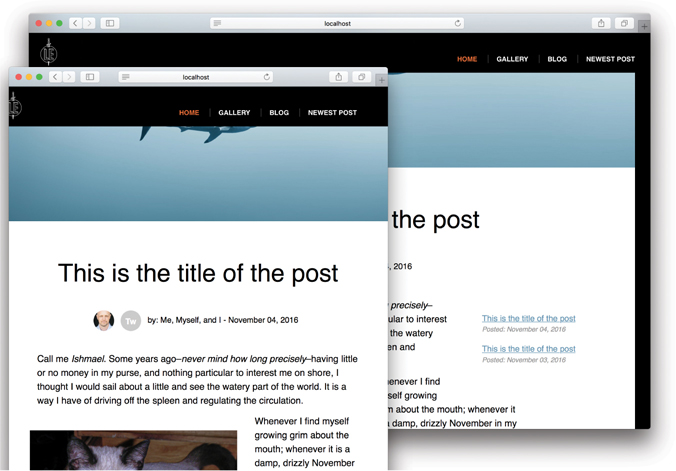 localhost
HOME GALLERY BLOG NEWEST POST
localhost
LE
HOME GALLERY BLOG NEWEST POST
the post
, 2016
precisely–
ular to interest
the watery
en and
henever I find
self growing
m about the mouth; whenever it
a damp, drizzly November in my
This is the title of the post
Posted: November 04, 2016
This is the title of the post
Posted: November 03, 2016
This is the title of the post
Tw by: Me, Myself, and I - November 04, 2016
Call me Ishmael. Some years ago–never mind how long precisely–having little
or no money in my purse, and nothing particular to interest me on shore, I
thought I would sail about a little and see the watery part of the world. It is a
way I have of driving off the spleen and regulating the circulation.
Whenever I find myself
growing grim about the
mouth; whenever it is a
damp, drizzly November